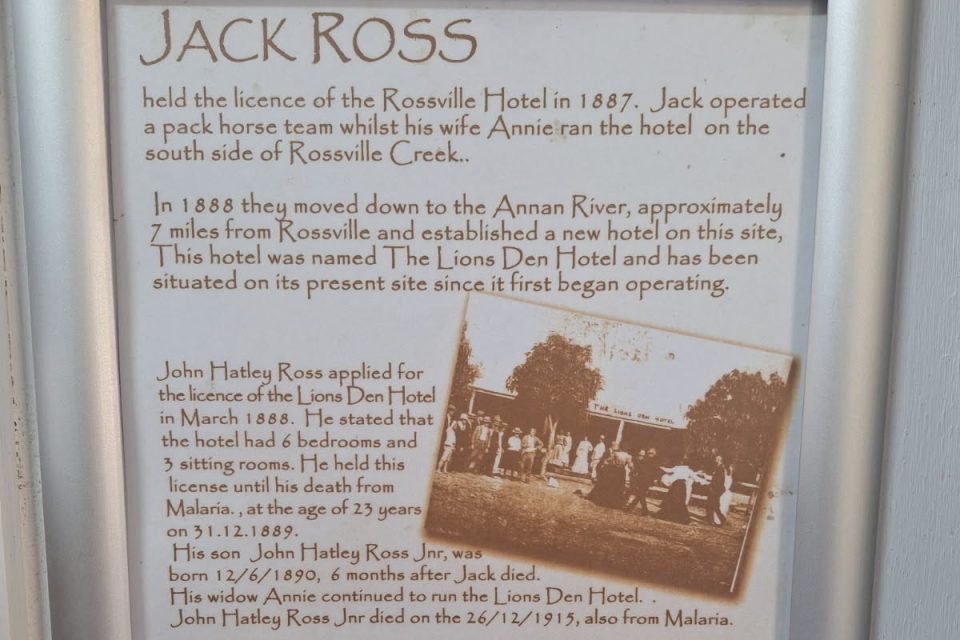 JACK ROSS
held the licence of the Rossville Hotel in 1887. Jack operated
a pack horse team whilst his wife Annie ran the hotel on the
south side of Rossville Creek..
In 1888 they moved down to the Annan River, approximately
7 miles from Rossville and established a new hotel on this site,
This hotel was named The Lions Den Hotel and has been
situated on its present site since it first began operating.
John Hatley Ross applied for
the licence of the Lions Den Hotel
in March 1888. He stated that
the hotel had 6 bedrooms and
3 sitting rooms. He held this
license until his death from
Malaria. , at the age of 23 years
on 31.12.1889.
His son John Hatley Ross Jnr, was
born 12/6/1890, 6 months after Jack died.
His widow Annie continued to run the Lions Den Hotel. .
John Hatley Ross Jnr died on the 26/12/1915, also from Malaria.
THE LIONS DEN HOTEL